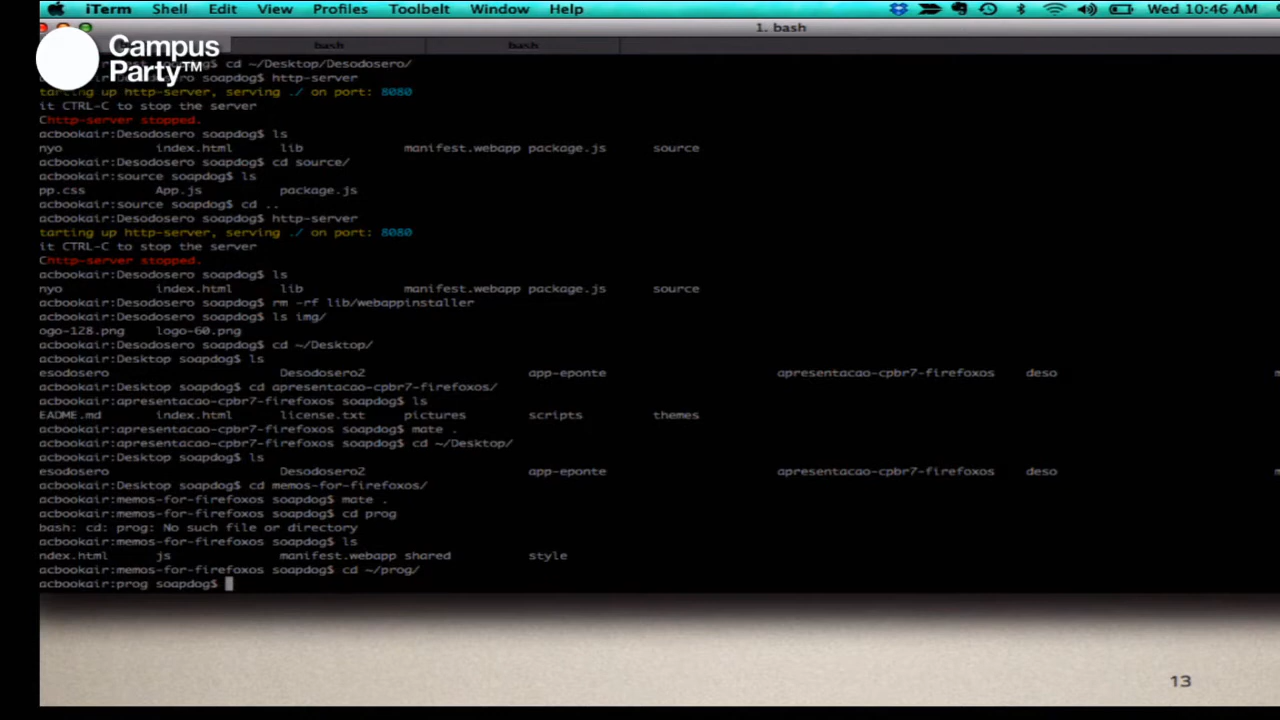 iTerm Shell Edit View Profiles Toolbelt Window Help Wed 10:46 AM
1. bash
bash bash
Campus
Party™
soapdog$ cd ~/Desktop/Desodosero/
acbookair:Desodosero soapdog$ http-server
tarting up http-server, serving ./ on port: 8080
it CTRL-C to stop the server
Chttp-server stopped.
acbookair:Desodosero soapdog$ ls
nyo index.html lib manifest.webapp package.js source
acbookair:Desodosero soapdog$ cd source/
acbookair:source soapdog$ ls
pp.css App.js package.js
acbookair:source soapdog$ cd ..
acbookair:Desodosero soapdog$ http-server
tarting up http-server, serving ./ on port: 8080
it CTRL-C to stop the server
Chttp-server stopped.
acbookair:Desodosero soapdog$ ls
nyo index.html lib manifest.webapp package.js source
acbookair:Desodosero soapdog$ rm -rf lib/webappinstaller
acbookair:Desodosero soapdog$ ls img/
ogo-128.png logo-60.png
acbookair:Desodosero soapdog$ cd ~/Desktop/
acbookair:Desktop soapdog$ ls
esodosero Desodosero2 app-eponte apresentacao-cpbr7-firefoxos deso
acbookair:Desktop soapdog$ cd apresentacao-cpbr7-firefoxos/
acbookair:apresentacao-cpbr7-firefoxos soapdog$ ls
EADME.md index.html license.txt pictures scripts themes
acbookair:apresentacao-cpbr7-firefoxos soapdog$ mate .
acbookair:apresentacao-cpbr7-firefoxos soapdog$ cd ~/Desktop/
acbookair:Desktop soapdog$ ls
esodosero Desodosero2 app-eponte apresentacao-cpbr7-firefoxos deso
acbookair:Desktop soapdog$ cd memos-for-firefoxos/
acbookair:memos-for-firefoxos soapdog$ mate .
acbookair:memos-for-firefoxos soapdog$ cd prog
bash: cd: prog: No such file or directory
acbookair:memos-for-firefoxos soapdog$ ls
ndex.html js manifest.webapp shared style
acbookair:memos-for-firefoxos soapdog$ cd ~/prog/
acbookair:prog soapdog$
13